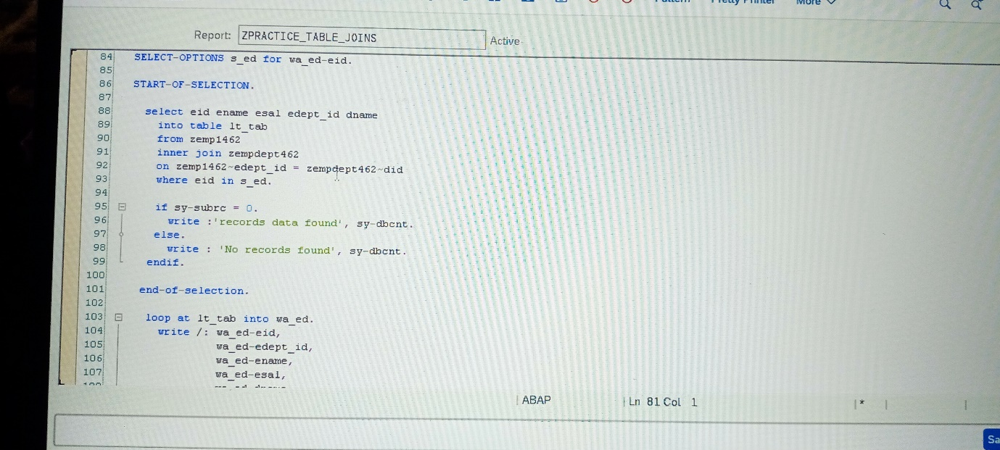 Pattern Pretty Printer More
Report: ZPRACTICE_TABLE_JOINS Active
84 SELECT-OPTIONS s_ed for wa_ed-eid.
85
86 START-OF-SELECTION.
87
88 select eid ename esal edept_id dname
89 into table lt_tab
90 from zemp1462
91 inner join zempdept462
92 on zemp1462~edept_id = zempdept462~did
93 where eid in s_ed.
94
95 if sy-subrc = 0.
96 write :'records data found', sy-dbcnt.
97 else.
98 write : 'No records found', sy-dbcnt.
99 endif.
100
101 end-of-selection.
102
103 loop at lt_tab into wa_ed.
104 write /: wa_ed-eid,
105 wa_ed-edept_id,
106 wa_ed-ename,
107 wa_ed-esal,
ABAP Ln 81 Col 1 *
Sa